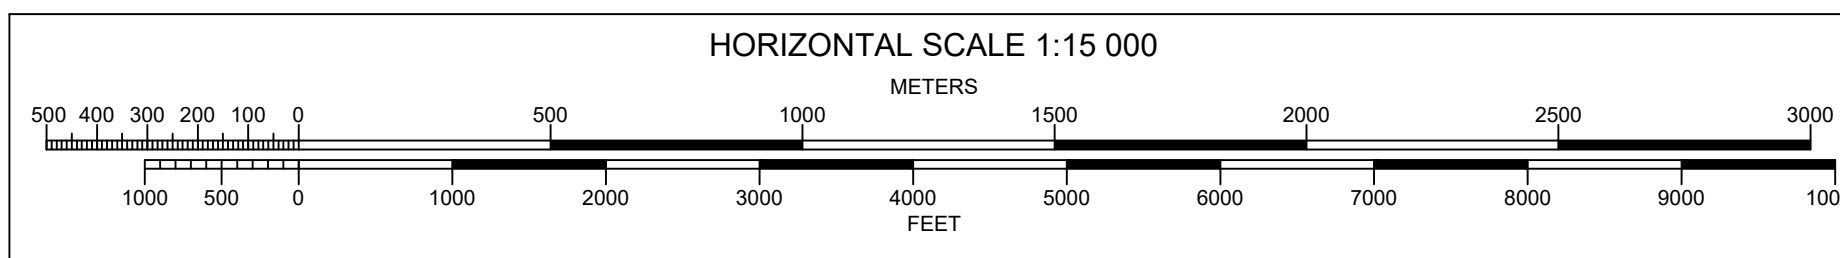 HORIZONTAL SCALE 1:15 000
METERS
500 400 300 200 100 0 500 1000 1500 2000 2500 3000
1000 500 0 1000 2000 3000 4000 5000 6000 7000 8000 9000 100
FEET